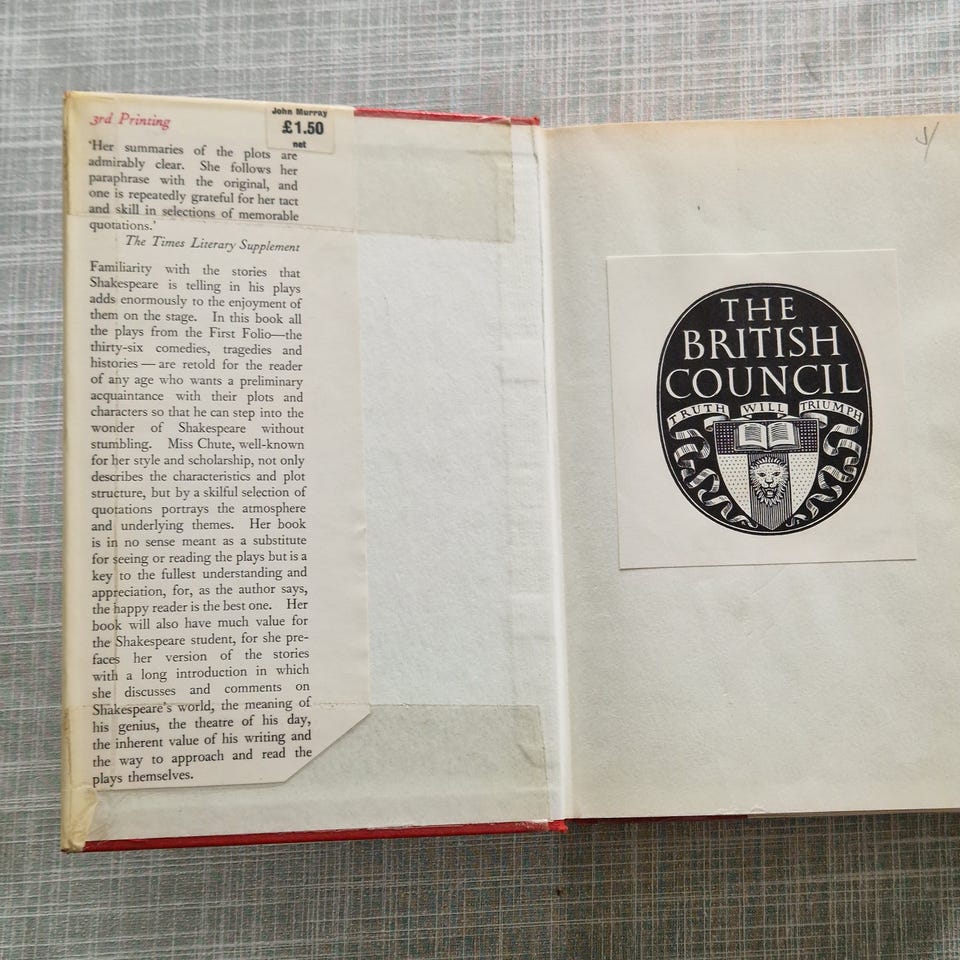 3rd Printing
John Murray
£1.50
net
'Her summaries of the plots are
admirably clear. She follows her
paraphrase with the original, and
one is repeatedly grateful for her tact
and skill in selections of memorable
quotations.'
The Times Literary Supplement
Familiarity with the stories that
Shakespeare is telling in his plays
adds enormously to the enjoyment of
them on the stage. In this book all
the plays from the First Folio—the
thirty-six comedies, tragedies and
histories — are retold for the reader
of any age who wants a preliminary
acquaintance with their plots and
characters so that he can step into the
wonder of Shakespeare without
stumbling. Miss Chute, well-known
for her style and scholarship, not only
describes the characteristics and plot
structure, but by a skilful selection of
quotations portrays the atmosphere
and underlying themes. Her book
is in no sense meant as a substitute
for seeing or reading the plays but is a
key to the fullest understanding and
appreciation, for, as the author says,
the happy reader is the best one. Her
book will also have much value for
the Shakespeare student, for she pre-
faces her version of the stories
with a long introduction in which
she discusses and comments on
Shakespeare's world, the meaning of
his genius, the theatre of his day,
the inherent value of his writing and
the way to approach and read the
plays themselves.
THE
BRITISH
COUNCIL
TRUTH WILL TRIUMPH